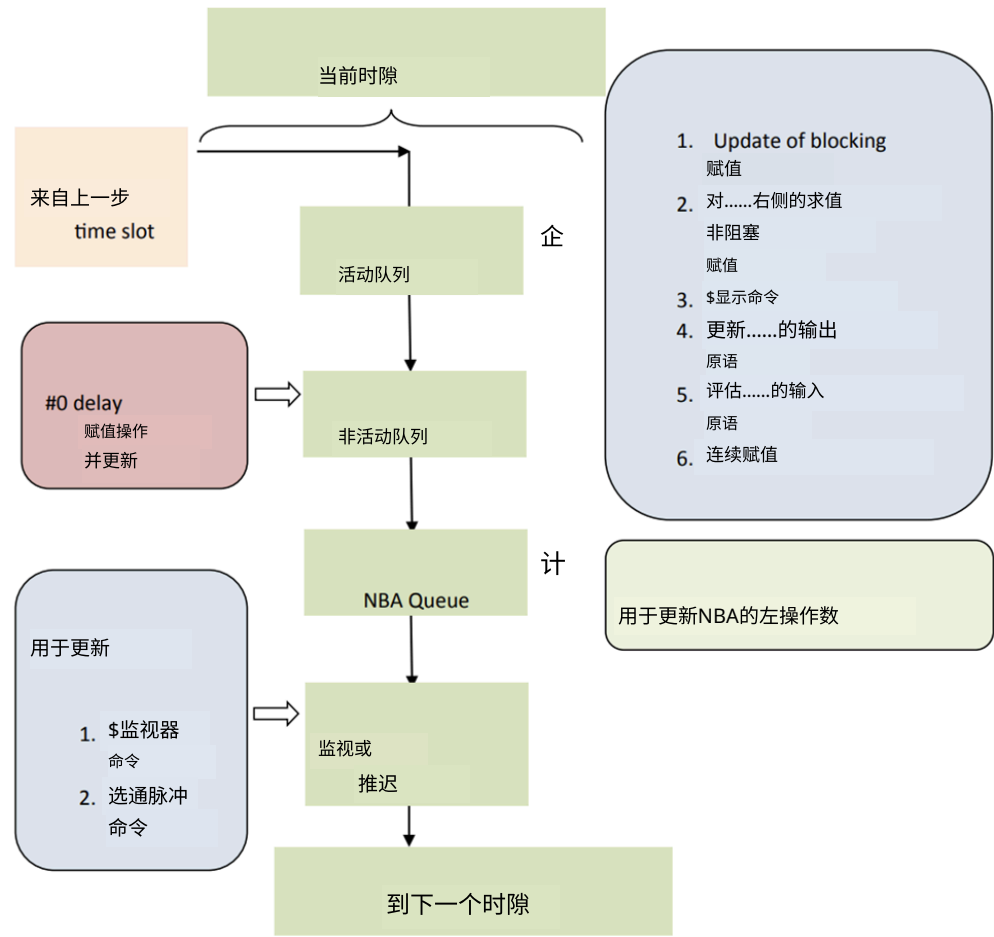 当前时隙
来自上一步
time slot
活动队列
企
1. Update of blocking
赋值
2. 对......右侧的求值
非阻塞
赋值
3. $显示命令
4. 更新......的输出
原语
5. 评估......的输入
原语
6. 连续赋值
#0 delay
赋值操作
并更新
非活动队列
NBA Queue
计
用于更新NBA的左操作数
用于更新
1. $监视器
命令
2. 选通脉冲
命令
监视或
推迟
到下一个时隙